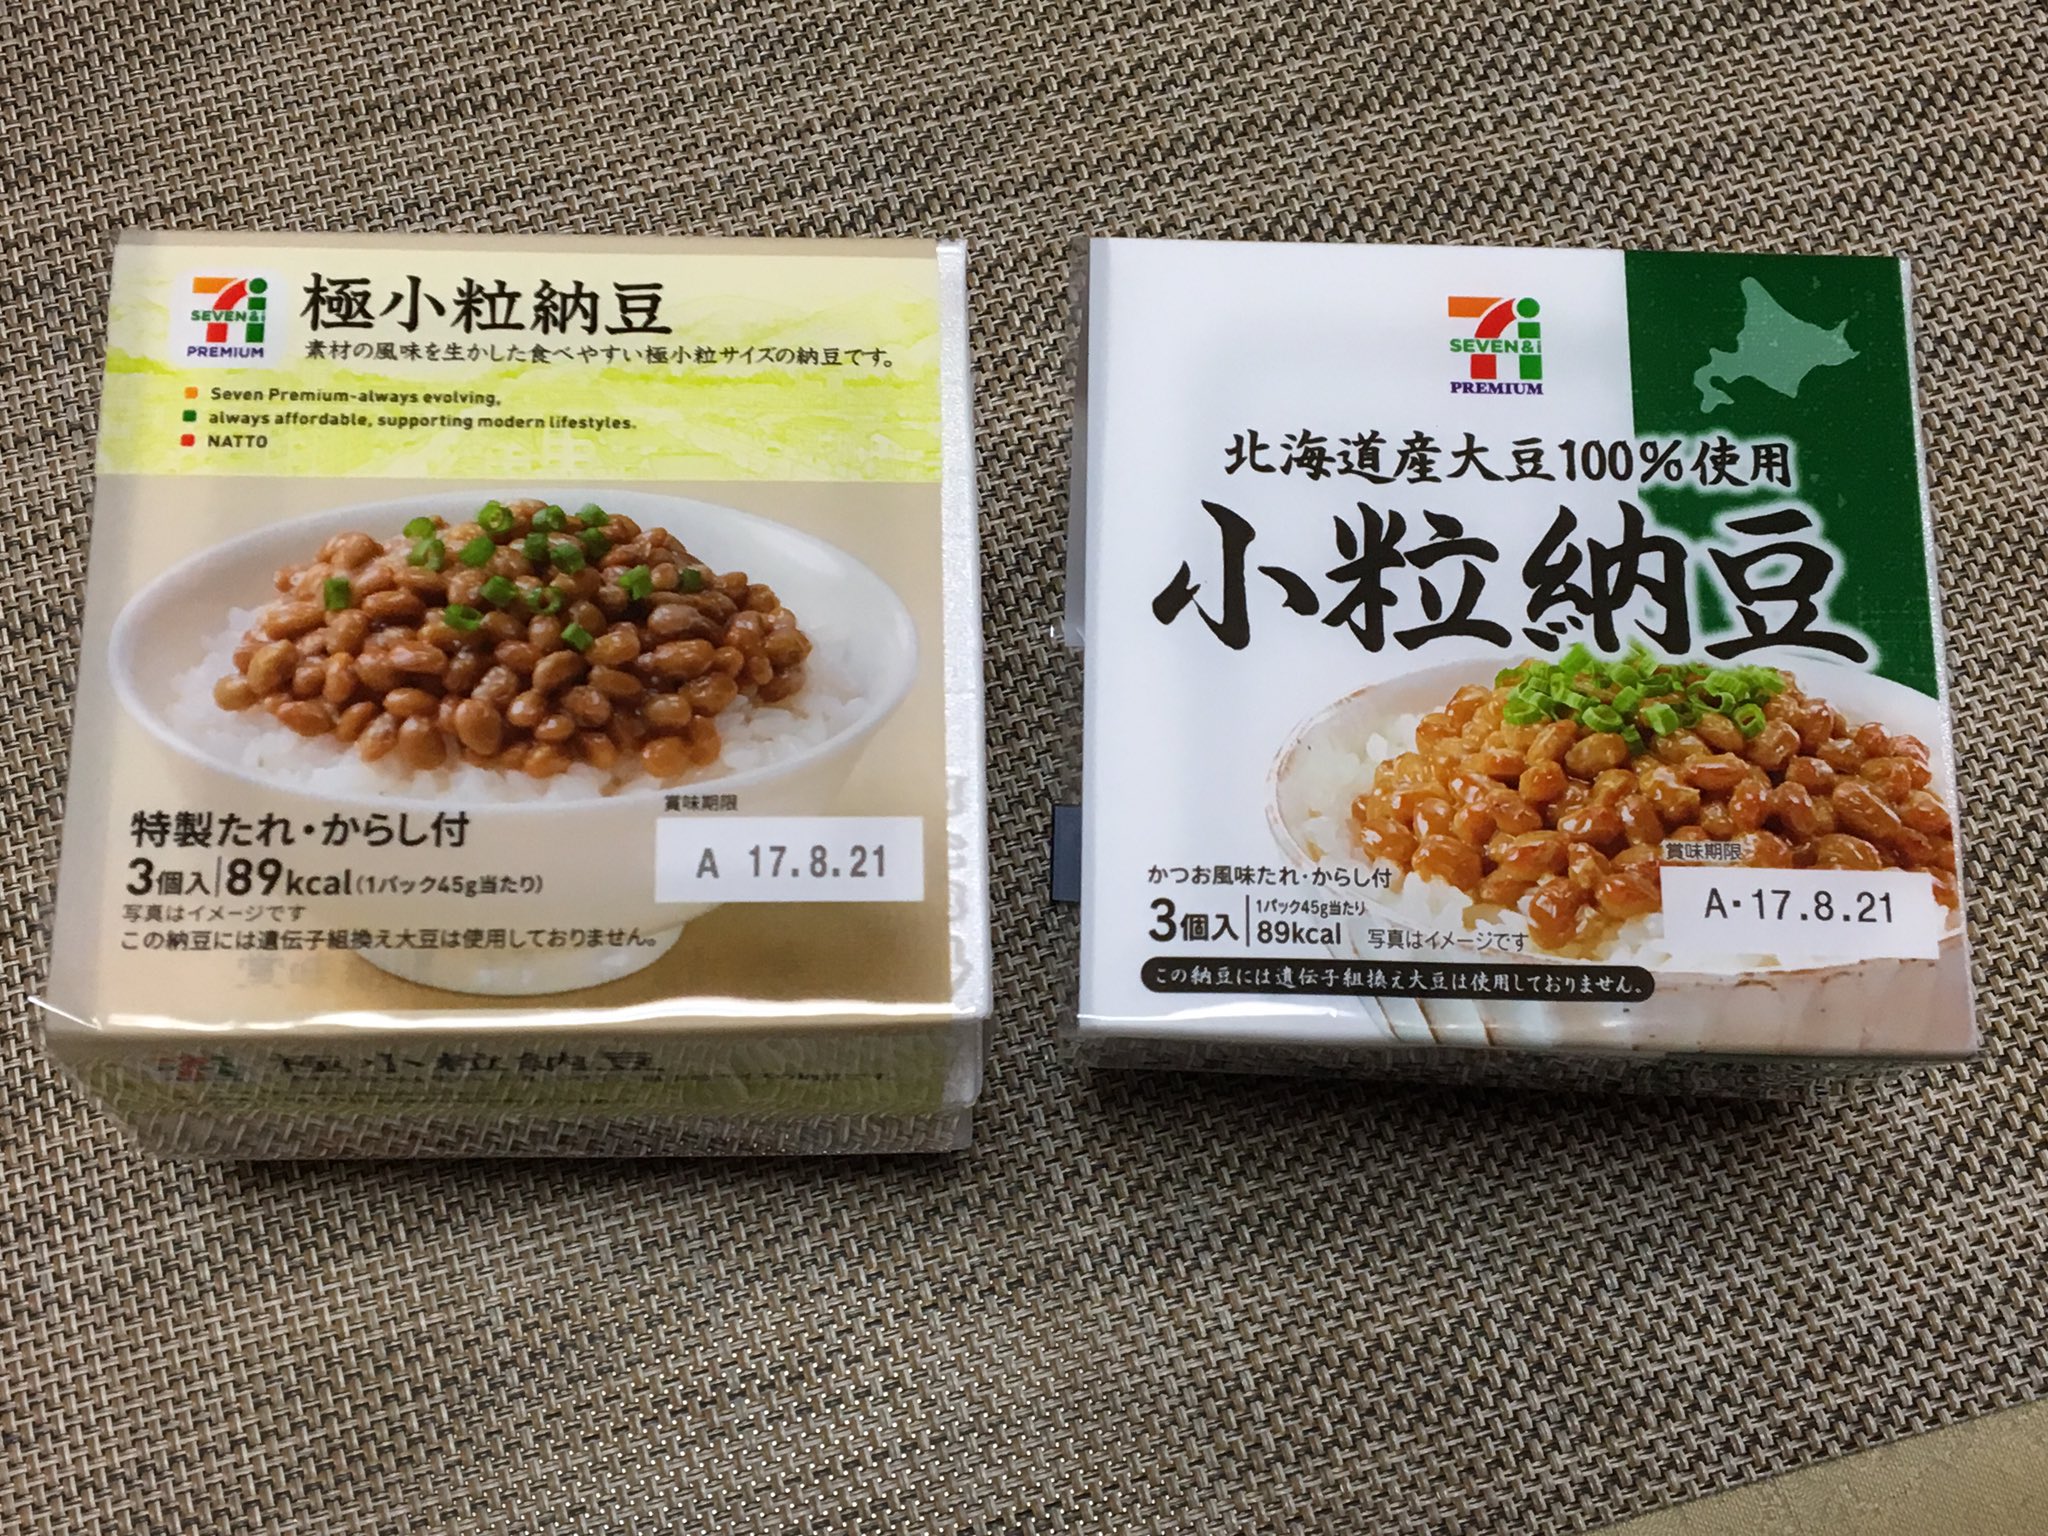 SEVEN&i
PREMIUM
極小粒納豆
素材の風味を生かした食べやすい極小粒サイズの納豆です。
Seven Premium-always evolving,
always affordable, supporting modern lifestyles.
NATTO
特製たれ・からし付
3個入 89kcal(1パック45g当たり)
写真はイメージです
この納豆には遺伝子組換え大豆は使用しておりません。
賞味期限
A 17.8.21
極小粒納豆
SEVEN&i
PREMIUM
北海道産大豆100%使用
小粒納豆
かつお風味たれ・からし付
3個入
1パック45g当たり
89kcal
写真はイメージです
この納豆には遺伝子組換え大豆は使用しておりません。
賞味期限
A・17.8.21